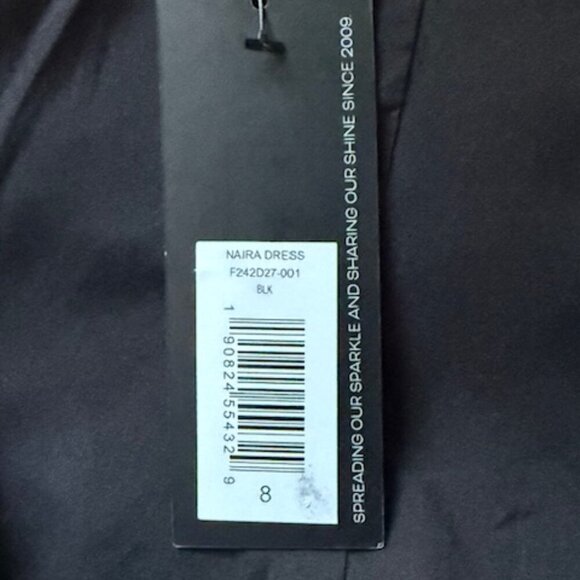 NAIRA DRESS
F242D27-001
BLK
1 90824 55432 9
8
SPREADING OUR SPARKLE AND SHARING OUR SHINE SINCE 2009